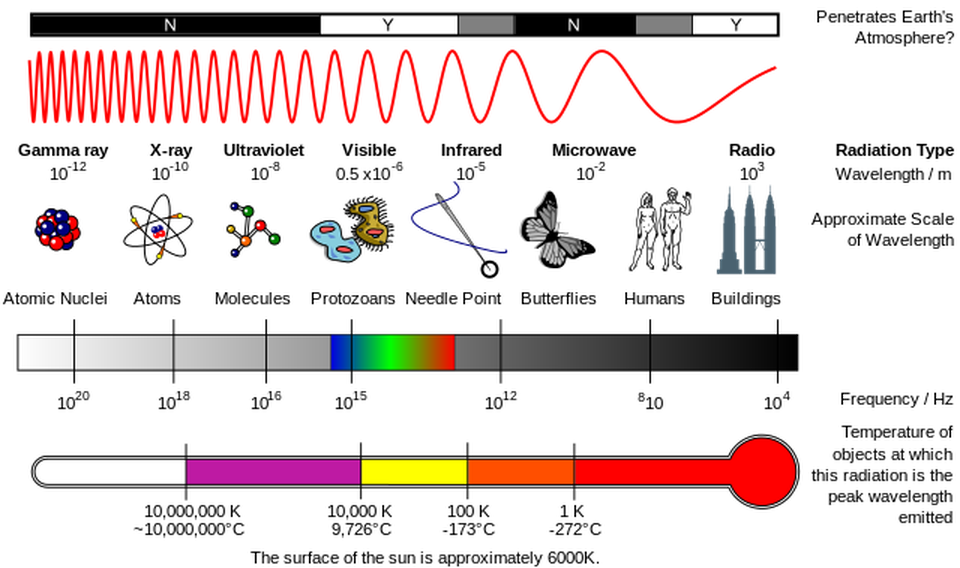 N Y N Y Penetrates Earth's
Atmosphere?
Gamma ray X-ray Ultraviolet Visible Infrared Microwave Radio Radiation Type
10-12 10-10 10-8 0.5 x10-6 10-5 10-2 103 Wavelength / m
Approximate Scale
of Wavelength
Atomic Nuclei Atoms Molecules Protozoans Needle Point Butterflies Humans Buildings
1020 1018 1016 1015 1012 810 104 Frequency / Hz
Temperature of
objects at which
this radiation is the
peak wavelength
emitted
10,000,000 K 10,000 K 100 K 1 K
~10,000,000°C 9,726°C -173°C -272°C
The surface of the sun is approximately 6000K.